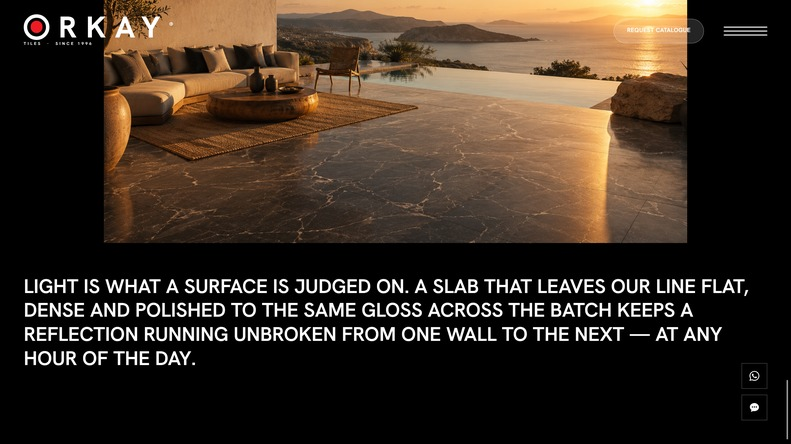 ORKAY
TILES · SINCE 1996
REQUEST CATALOGUE
LIGHT IS WHAT A SURFACE IS JUDGED ON. A SLAB THAT LEAVES OUR LINE FLAT,
DENSE AND POLISHED TO THE SAME GLOSS ACROSS THE BATCH KEEPS A
REFLECTION RUNNING UNBROKEN FROM ONE WALL TO THE NEXT — AT ANY
HOUR OF THE DAY.